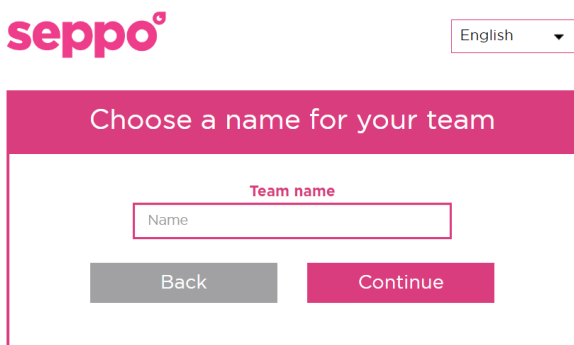 seppo
English
Choose a name for your team
Team name
Name
Back
Continue